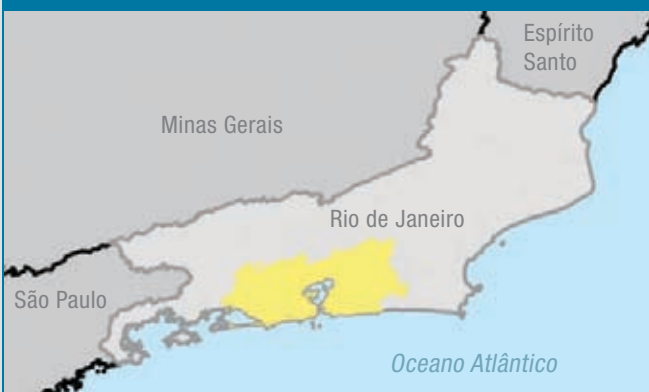 Espírito
Santo
Minas Gerais
Rio de Janeiro
São Paulo
Oceano Atlântico